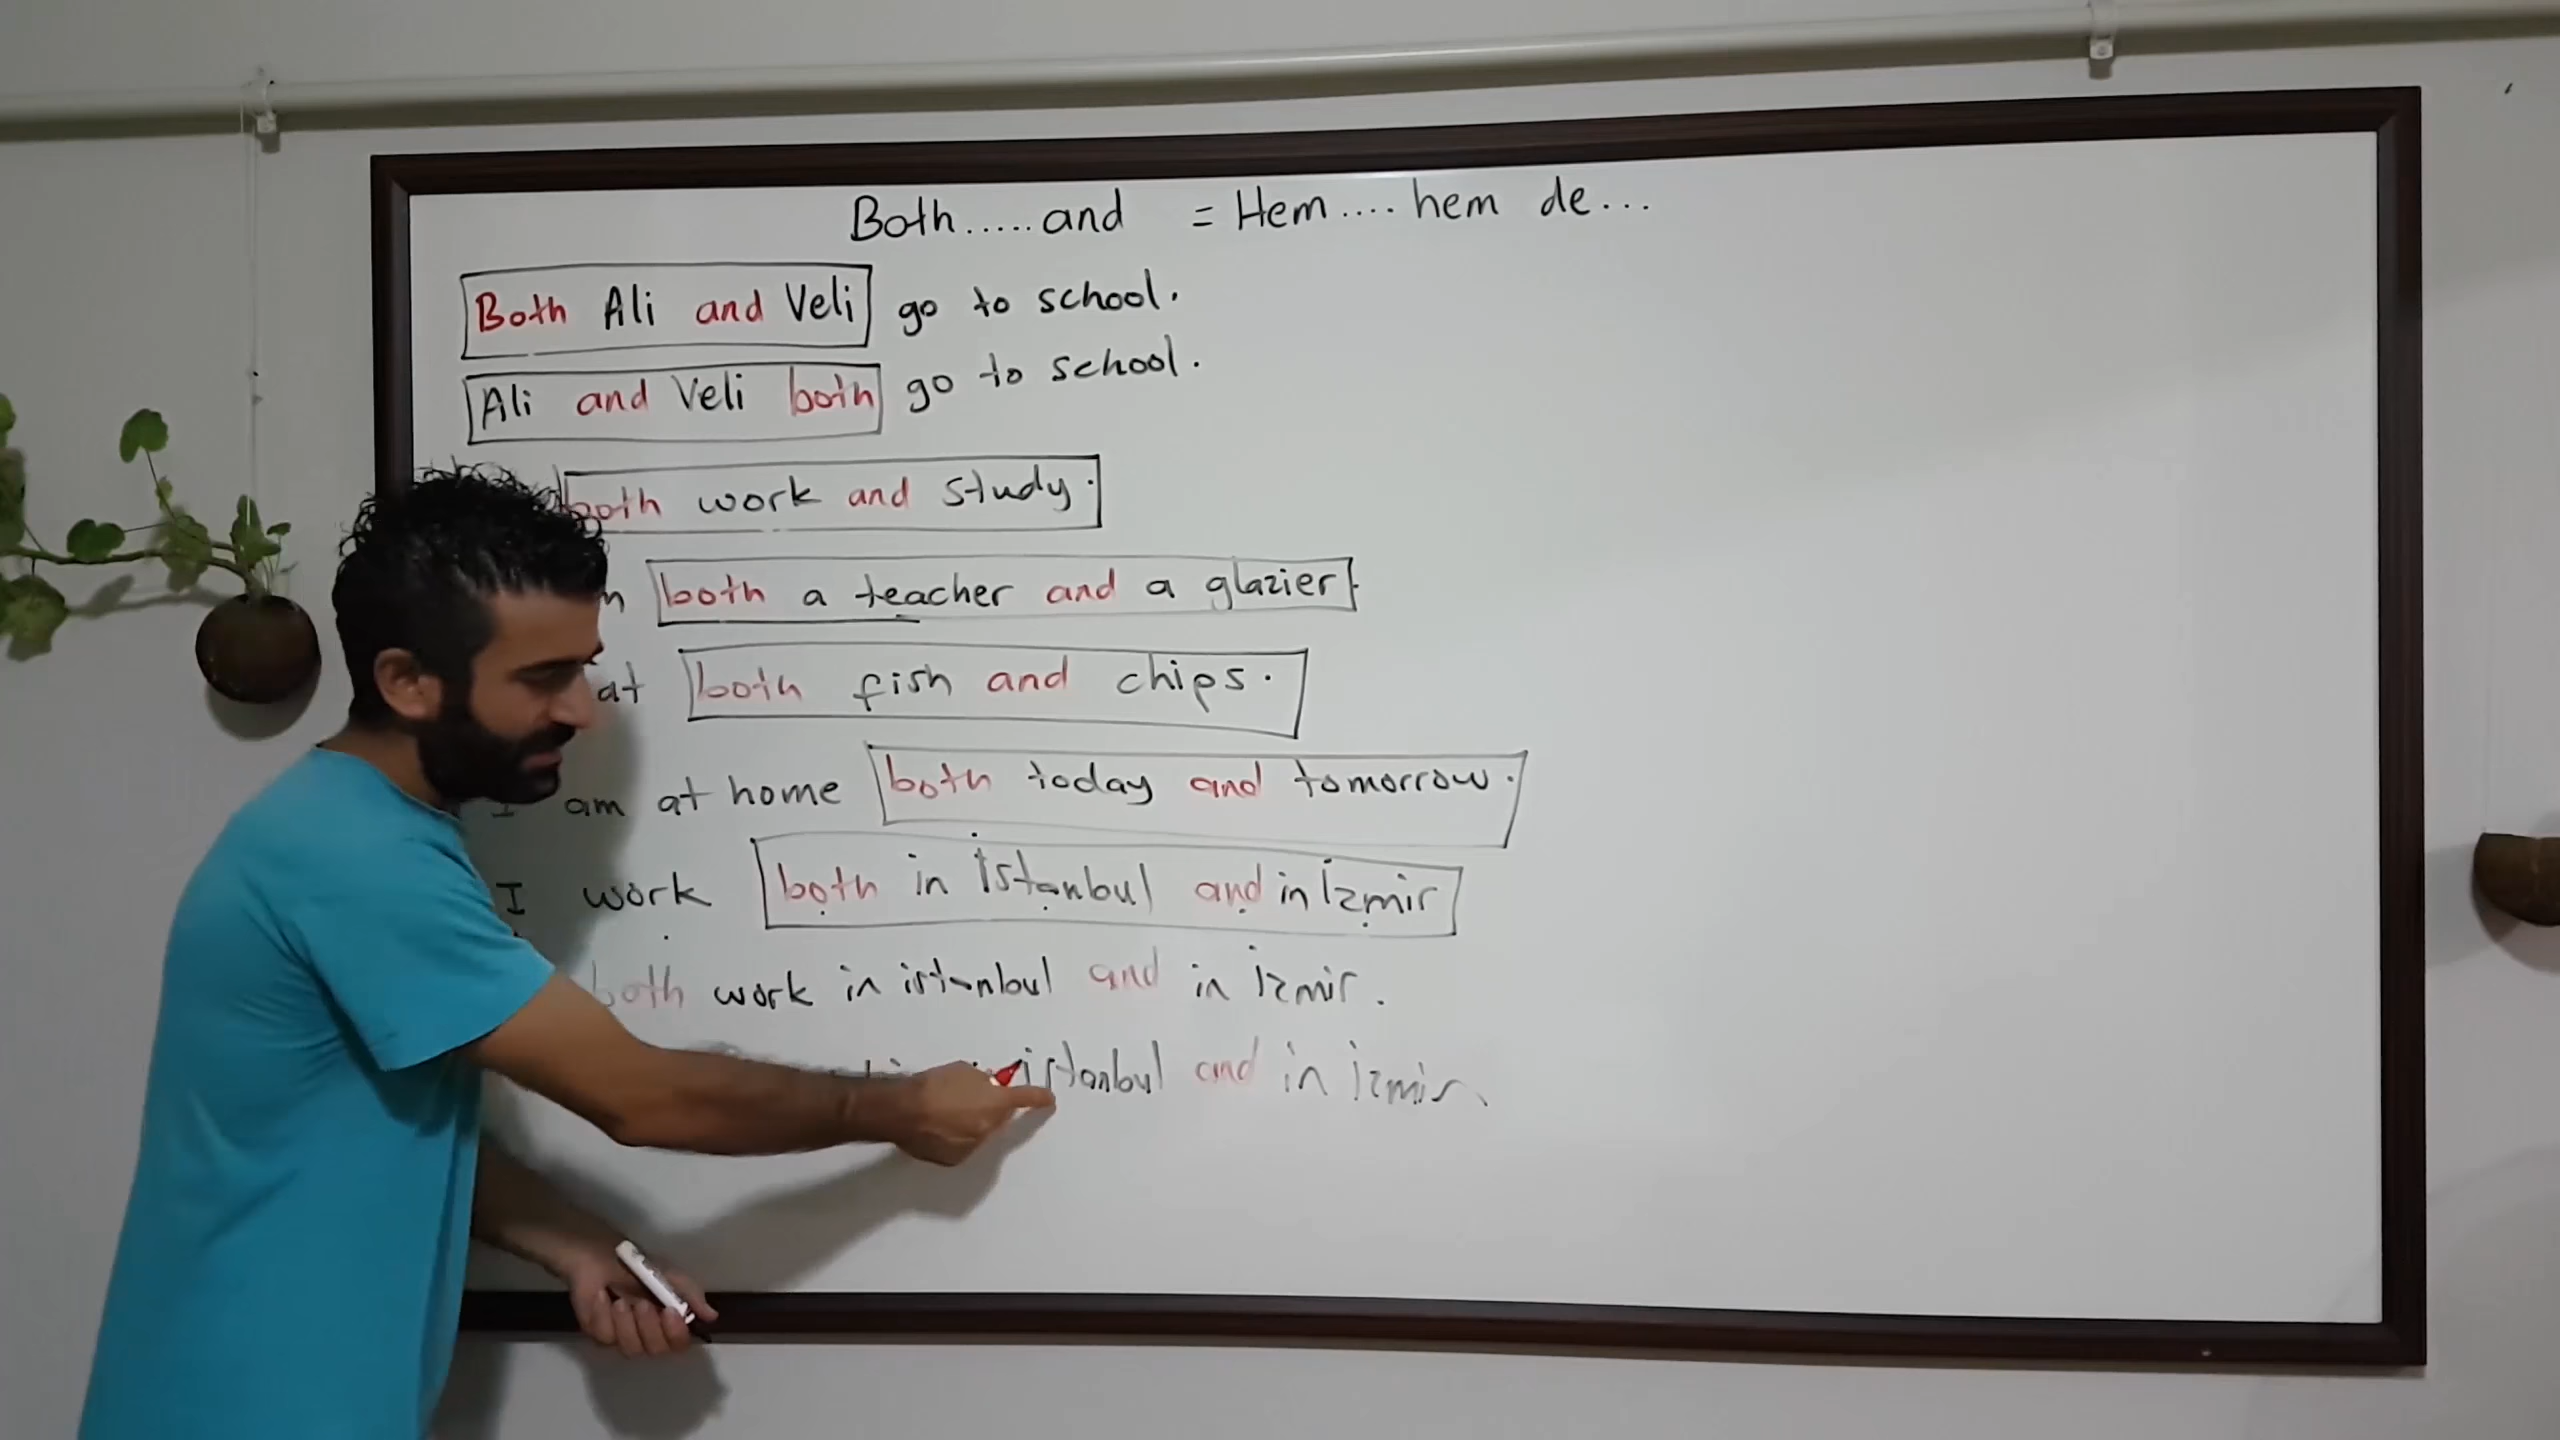 Both.....and = Hem.... hem de...
Both Ali and Veli go to school.
Ali and Veli both go to school.
both work and study.
both a teacher and a glazier.
at both fish and chips.
I am at home both today and tomorrow.
I work both in İstanbul and in İzmir
both work in istanbul and in İzmir.
istanbul and in İzmir.